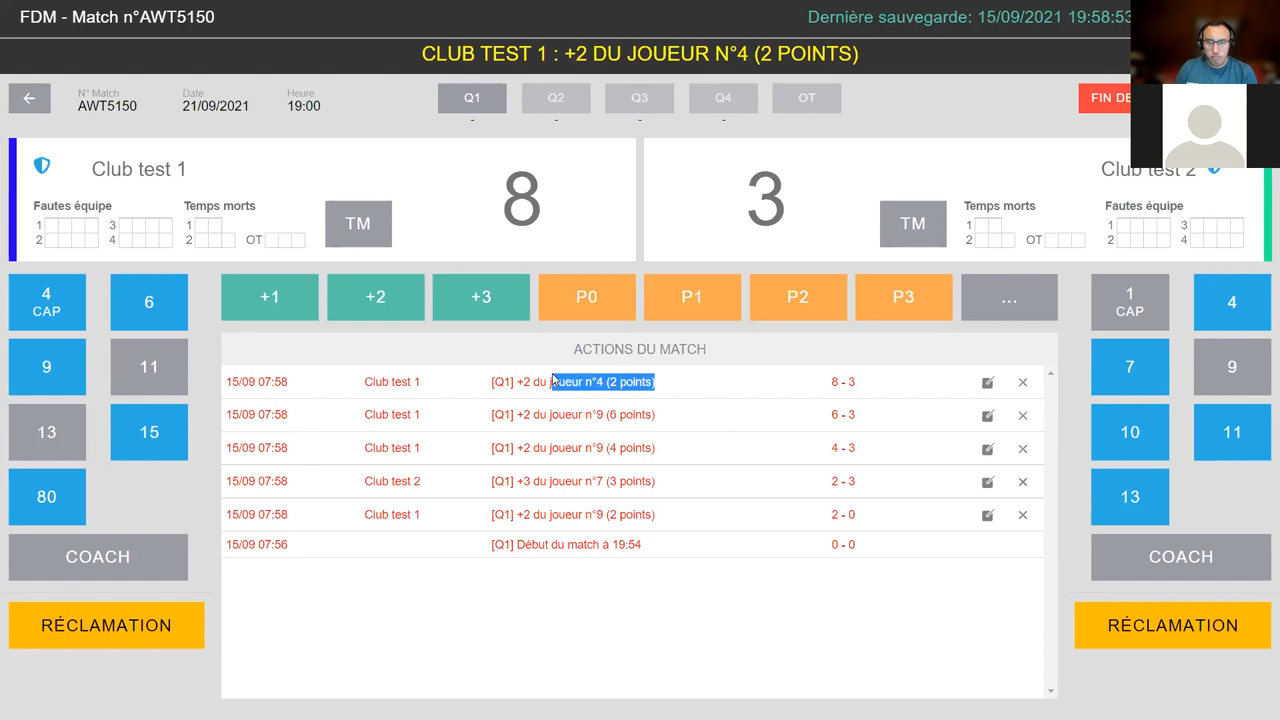 FDM - Match n°AWT5150
Dernière sauvegarde: 15/09/2021 19:58:53
CLUB TEST 1 : +2 DU JOUEUR N°4 (2 POINTS)
N° Match
AWT5150
Date
21/09/2021
Heure
19:00
Q1
Q2
Q3
Q4
OT
-
-
-
-
FIN DE
Club test 1
8
3
Club test 2
Fautes équipe
1
2
3
4
Temps morts
1
2
OT
TM
TM
Temps morts
1
2
OT
Fautes équipe
1
2
3
4
+1
+2
+3
P0
P1
P2
P3
...
4
CAP
6
9
11
13
15
80
COACH
RÉCLAMATION
ACTIONS DU MATCH
15/09 07:58 Club test 1 [Q1] +2 du joueur n°4 (2 points) 8 - 3
15/09 07:58 Club test 1 [Q1] +2 du joueur n°9 (6 points) 6 - 3
15/09 07:58 Club test 1 [Q1] +2 du joueur n°9 (4 points) 4 - 3
15/09 07:58 Club test 2 [Q1] +3 du joueur n°7 (3 points) 2 - 3
15/09 07:58 Club test 1 [Q1] +2 du joueur n°9 (2 points) 2 - 0
15/09 07:56 [Q1] Début du match à 19:54 0 - 0
1
CAP
4
7
9
10
11
13
COACH
RÉCLAMATION